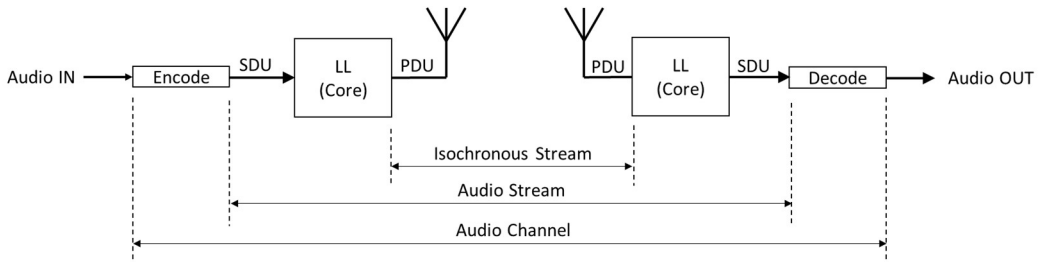 Audio IN
Encode
SDU
LL
(Core)
PDU
PDU
LL
(Core)
SDU
Decode
Audio OUT
Isochronous Stream
Audio Stream
Audio Channel